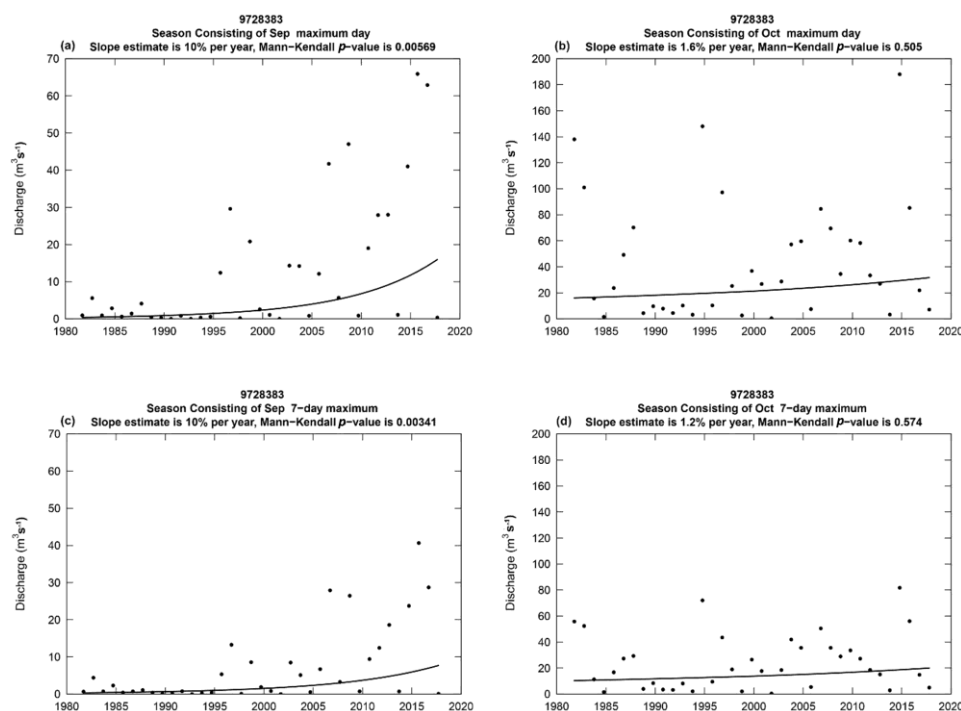 9728383
Season Consisting of Sep maximum day
(a) Slope estimate is 10% per year, Mann−Kendall p−value is 0.00569
70
60
50
40
30
20
10
0
Discharge (m³s⁻¹)
1980 1985 1990 1995 2000 2005 2010 2015 2020
9728383
Season Consisting of Oct maximum day
(b) Slope estimate is 1.6% per year, Mann−Kendall p−value is 0.505
200
180
160
140
120
100
80
60
40
20
0
Discharge (m³s⁻¹)
1980 1985 1990 1995 2000 2005 2010 2015 2020
9728383
Season Consisting of Sep 7−day maximum
(c) Slope estimate is 10% per year, Mann−Kendall p−value is 0.00341
70
60
50
40
30
20
10
0
Discharge (m³s⁻¹)
1980 1985 1990 1995 2000 2005 2010 2015 2020
9728383
Season Consisting of Oct 7−day maximum
(d) Slope estimate is 1.2% per year, Mann−Kendall p−value is 0.574
200
180
160
140
120
100
80
60
40
20
0
Discharge (m³s⁻¹)
1980 1985 1990 1995 2000 2005 2010 2015 2020